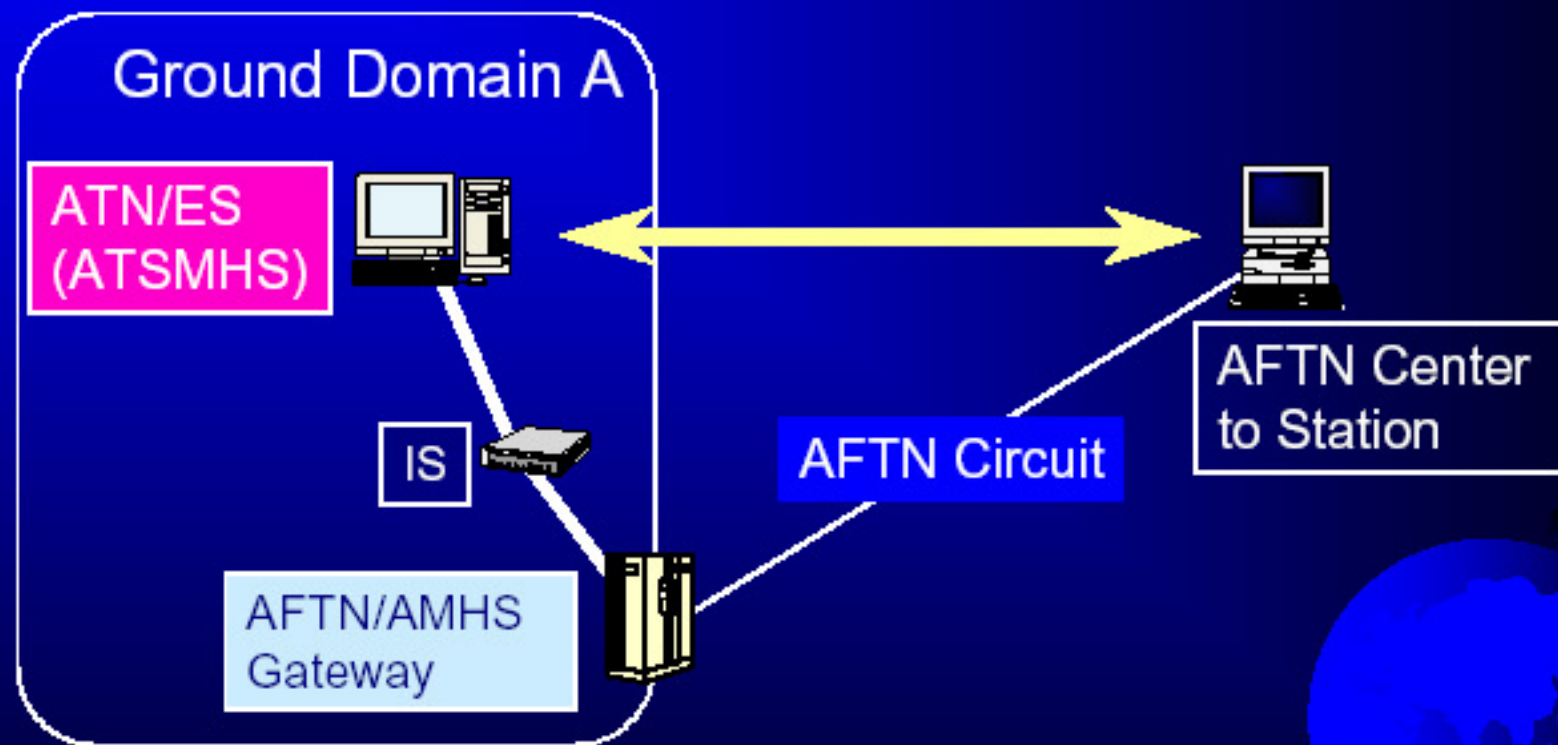 Ground Domain A
ATN/ES
(ATSMHS)
AFTN Center
to Station
IS
AFTN Circuit
AFTN/AMHS
Gateway